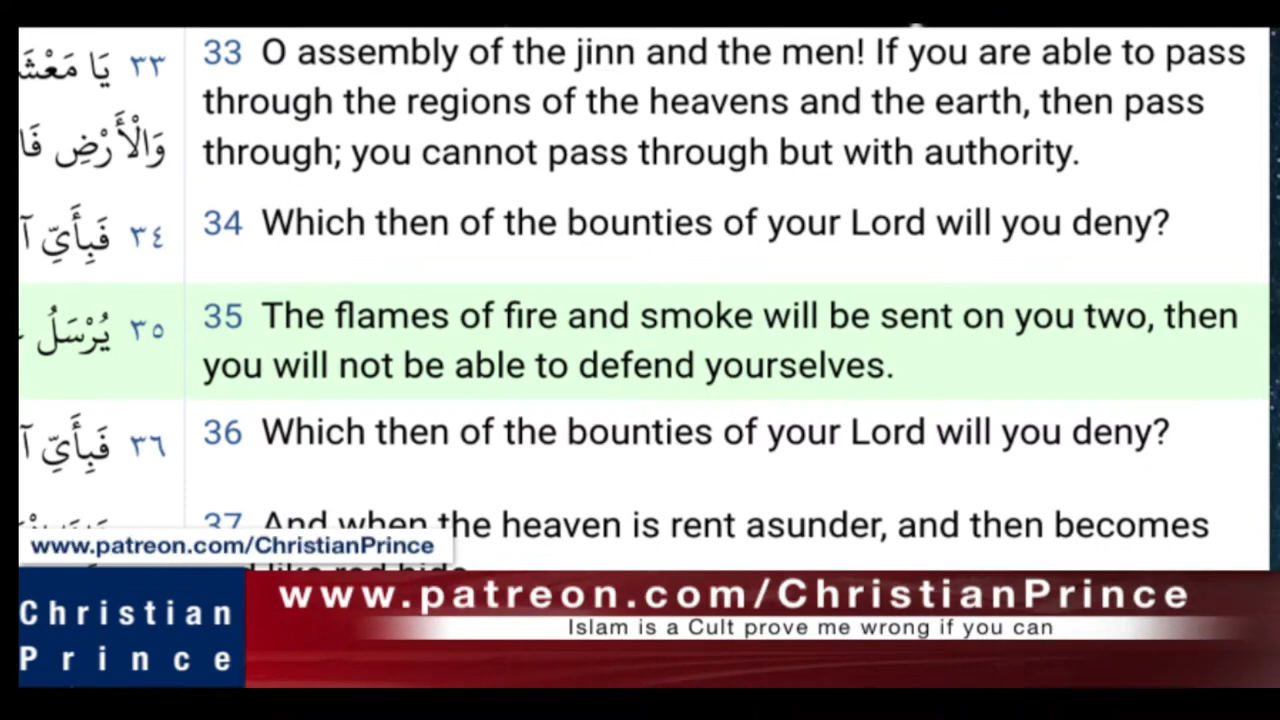 ٣٣ يَا مَعْشَ
33 O assembly of the jinn and the men! If you are able to pass
through the regions of the heavens and the earth, then pass
وَالْأَرْضِ فَا
through; you cannot pass through but with authority.
٣٤ فَبِأَيِّ آ
34 Which then of the bounties of your Lord will you deny?
٣٥ يُرْسَلُ
35 The flames of fire and smoke will be sent on you two, then
you will not be able to defend yourselves.
٣٦ فَبِأَيِّ آ
36 Which then of the bounties of your Lord will you deny?
37 And when the heaven is rent asunder, and then becomes
like red hide
www.patreon.com/ChristianPrince
Christian
Prince
www.patreon.com/ChristianPrince
Islam is a Cult prove me wrong if you can